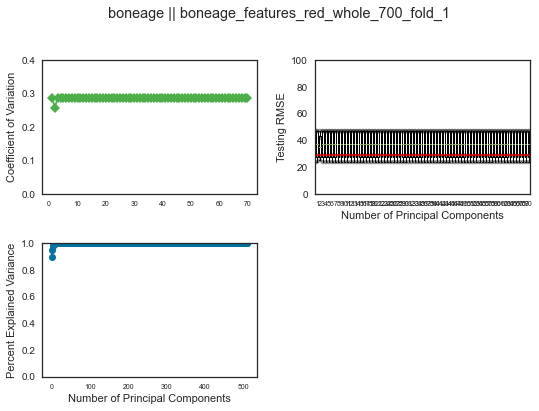 boneage || boneage_features_red_whole_700_fold_1
Coefficient of Variation
0.4
0.3
0.2
0.1
0.0
0 10 20 30 40 50 60 70
Testing RMSE
100
80
60
40
20
0
Number of Principal Components
Percent Explained Variance
1.0
0.8
0.6
0.4
0.2
0.0
0 100 200 300 400 500
Number of Principal Components